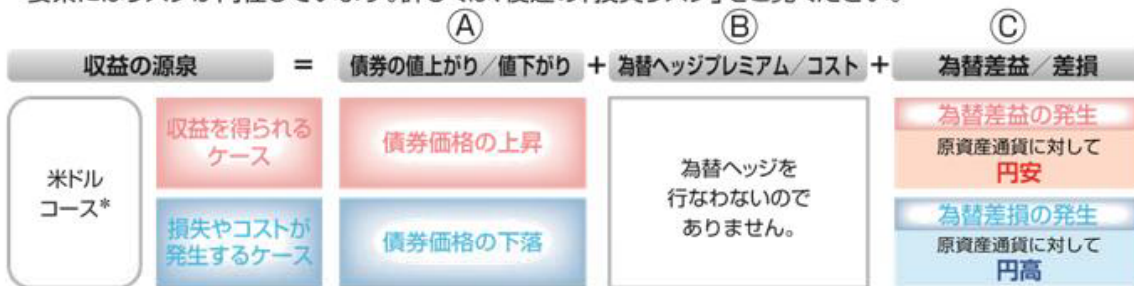 Ⓐ Ⓑ Ⓒ
収益の源泉 = 債券の値上がり／値下がり + 為替ヘッジプレミアム／コスト + 為替差益／差損
米ドル
コース*
収益を得られる
ケース
債券価格の上昇
損失やコストが
発生するケース
債券価格の下落
為替ヘッジを
行なわないので
ありません。
為替差益の発生
原資産通貨に対して
円安
為替差損の発生
原資産通貨に対して
円高